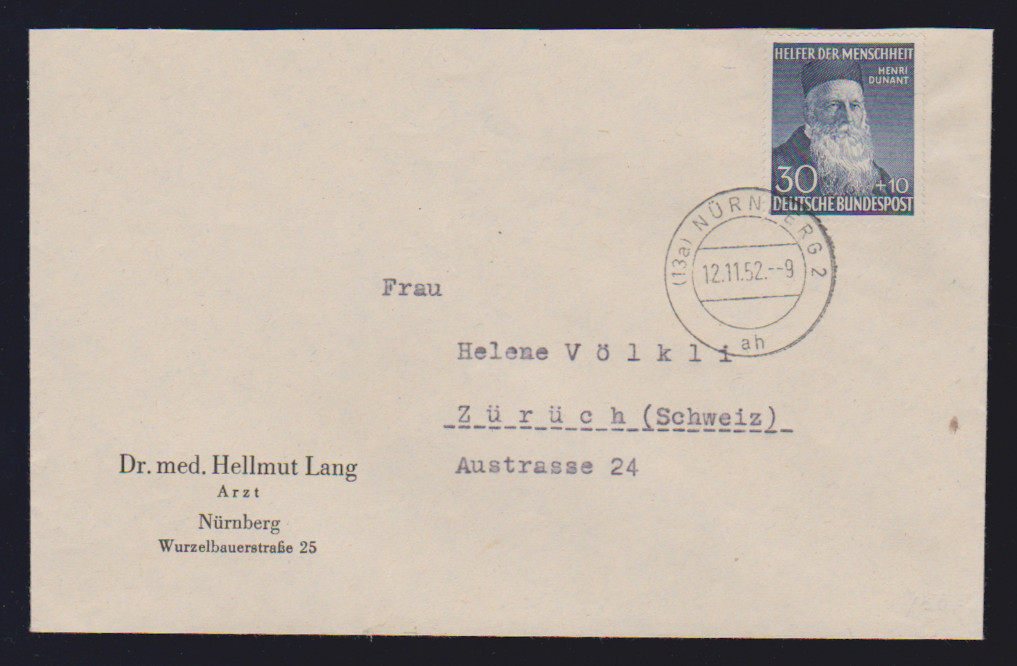 HELFER DER MENSCHHEIT
HENRI
DUNANT
30 +10
DEUTSCHE BUNDESPOST
(13a) NÜRNBERG 2
12.11.52.--9
ah
Frau
Helene V ö l k l i
Z ü r ü c h (Schweiz)
Austrasse 24
Dr. med. Hellmut Lang
Arzt
Nürnberg
Wurzelbauerstraße 25